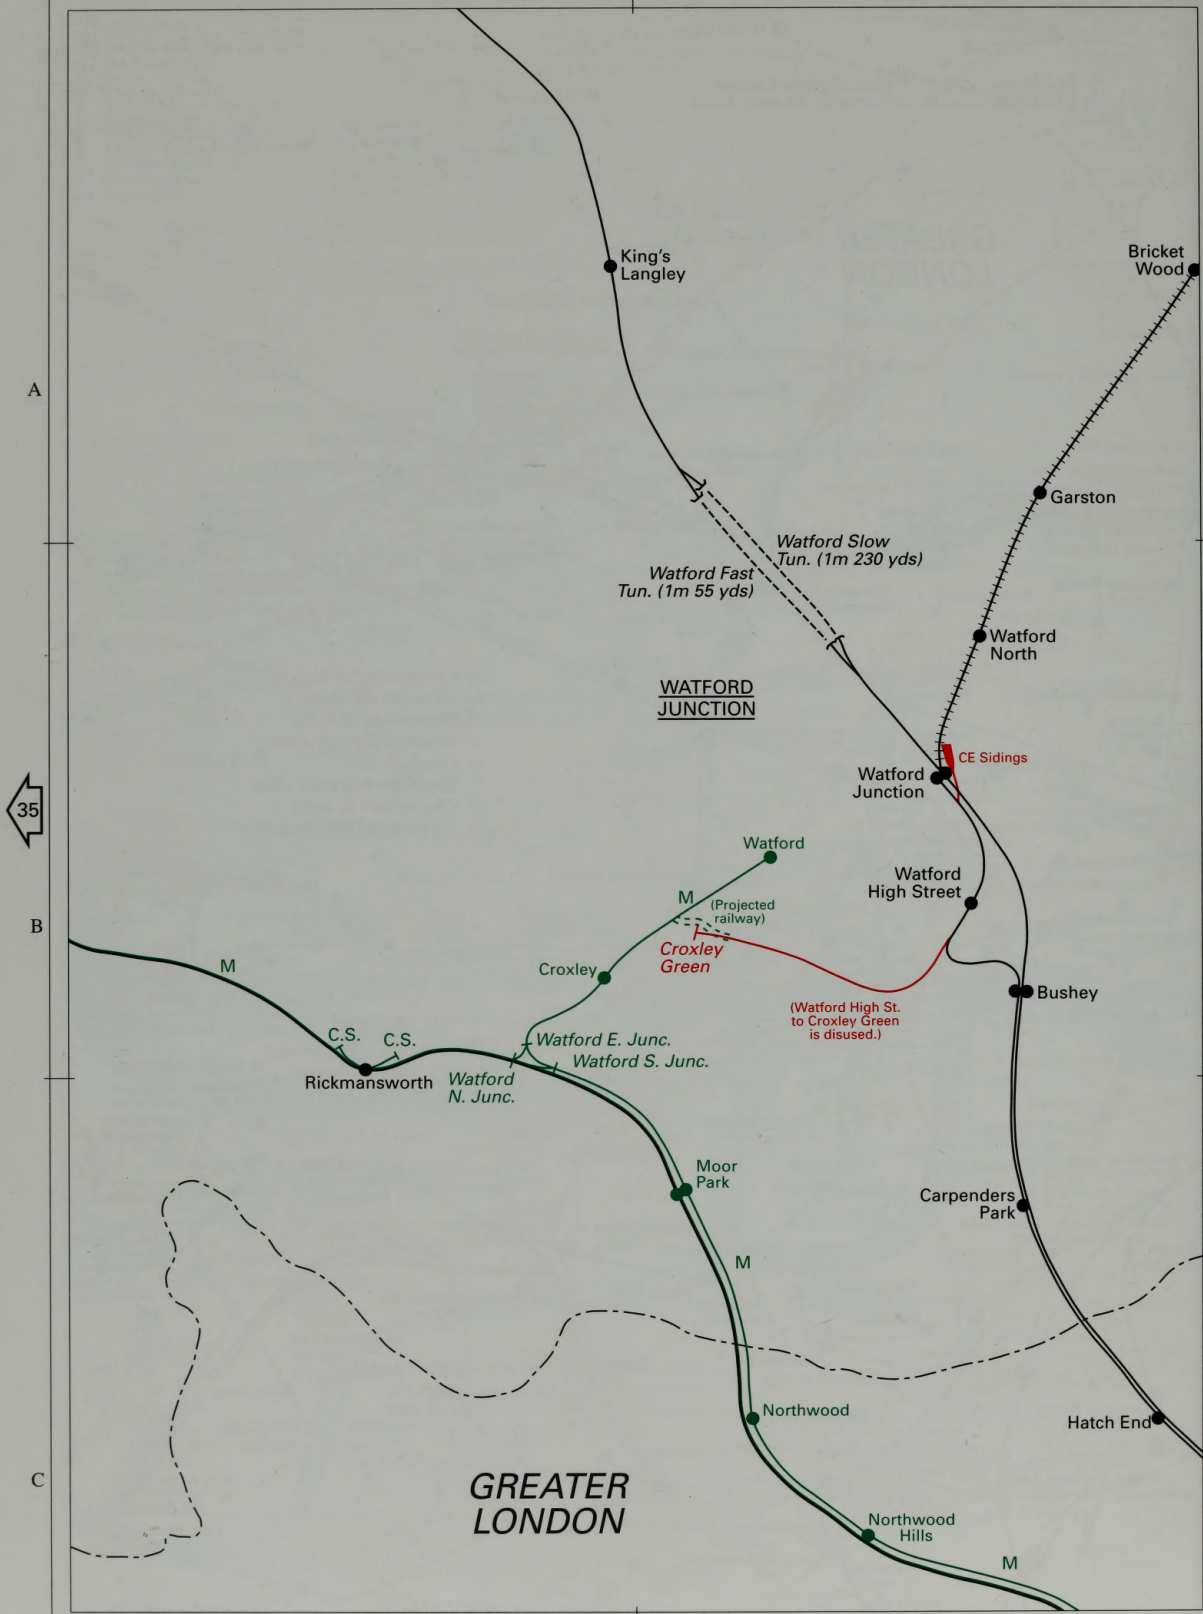 King's
Langley
Bricket
Wood
A
Garston
Watford Slow
Tun. (1m 230 yds)
Watford Fast
Tun. (1m 55 yds)
Watford
North
WATFORD
JUNCTION
CE Sidings
Watford
Junction
35
Watford
Watford
High Street
M
(Projected
railway)
B
Croxley
Green
M
Croxley
Bushey
(Watford High St.
to Croxley Green
is disused.)
C.S.
C.S.
Watford E. Junc.
Watford S. Junc.
Rickmansworth
Watford
N. Junc.
Moor
Park
Carpenders
Park
M
Northwood
Hatch End
C
GREATER
LONDON
Northwood
Hills
M